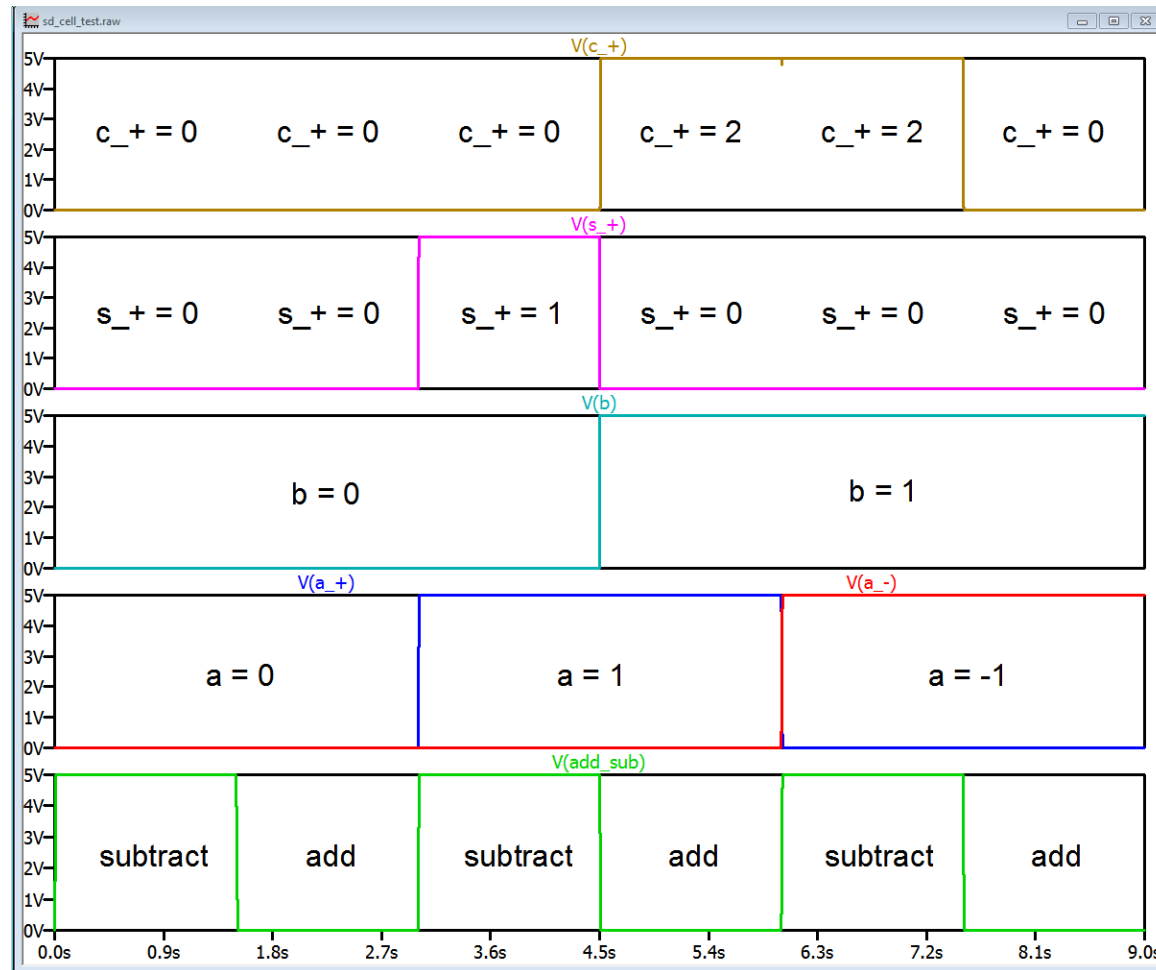 sd_cell_test.raw
V(c_+)
5V
4V
3V
2V
1V
0V
c_+ = 0 c_+ = 0 c_+ = 0 c_+ = 2 c_+ = 2 c_+ = 0
V(s_+)
5V
4V
3V
2V
1V
0V
s_+ = 0 s_+ = 0 s_+ = 1 s_+ = 0 s_+ = 0 s_+ = 0
V(b)
5V
4V
3V
2V
1V
0V
b = 0 b = 1
V(a_+) V(a_-)
5V
4V
3V
2V
1V
0V
a = 0 a = 1 a = -1
V(add_sub)
5V
4V
3V
2V
1V
0V
subtract add subtract add subtract add
0.0s 0.9s 1.8s 2.7s 3.6s 4.5s 5.4s 6.3s 7.2s 8.1s 9.0s